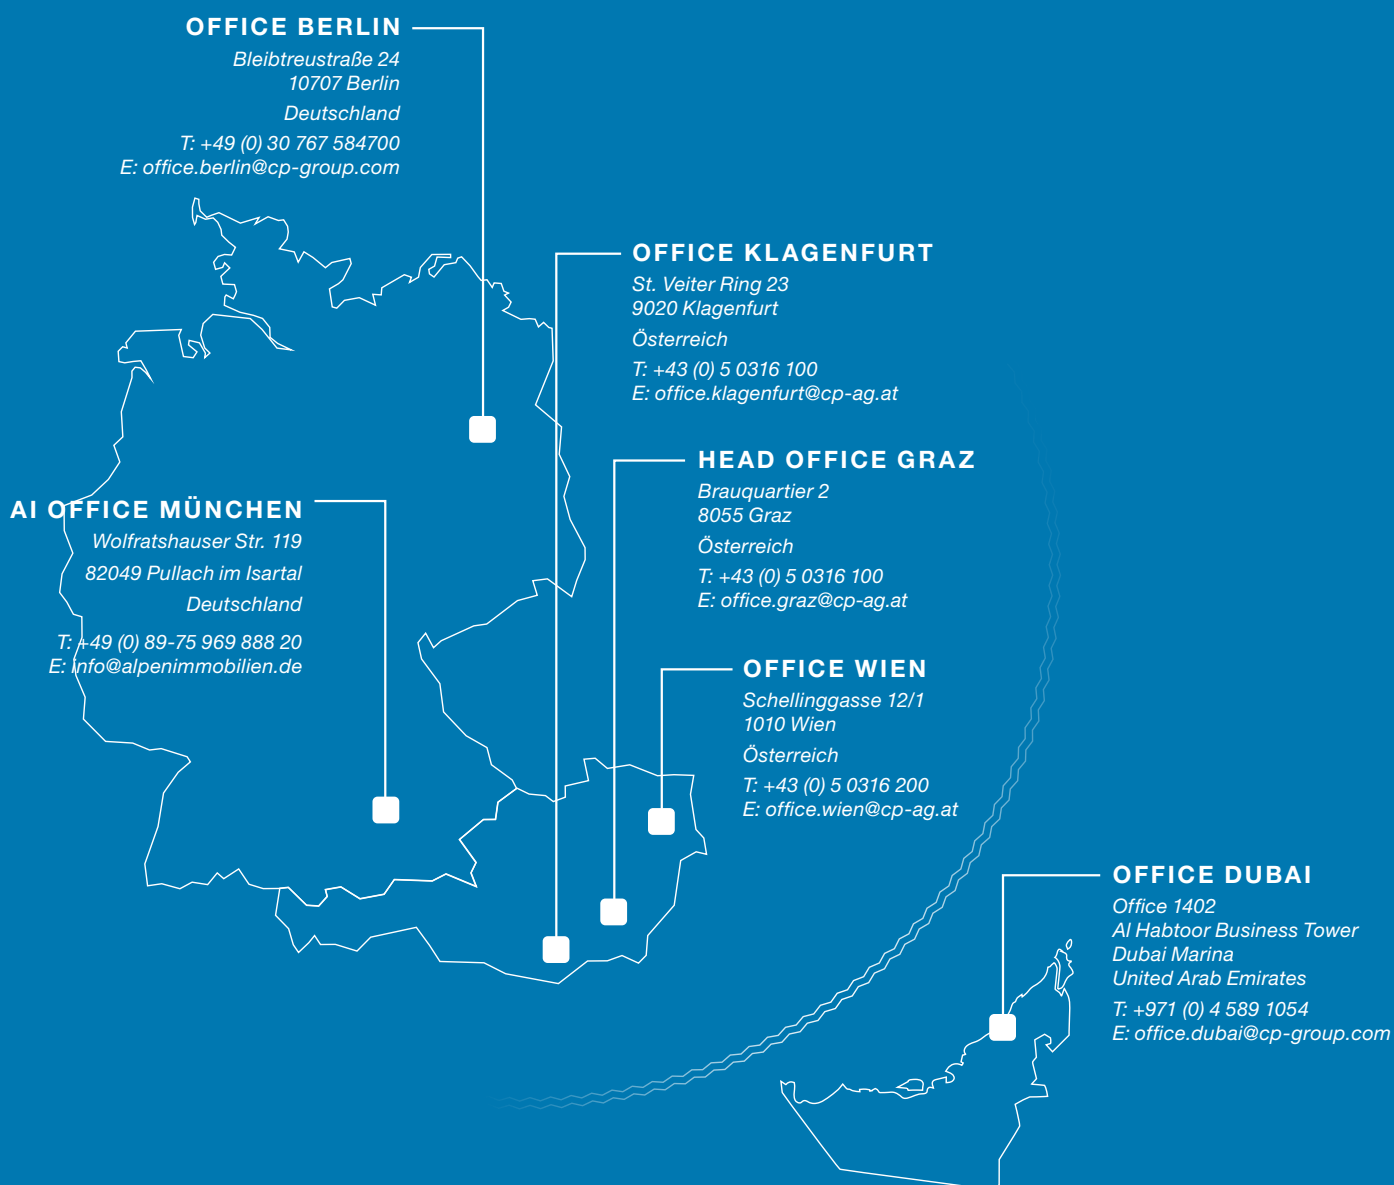 OFFICE BERLIN
Bleibtreustraße 24
10707 Berlin
Deutschland
T: +49 (0) 30 767 584700
E: office.berlin@cp-group.com
OFFICE KLAGENFURT
St. Veiter Ring 23
9020 Klagenfurt
Österreich
T: +43 (0) 5 0316 100
E: office.klagenfurt@cp-ag.at
HEAD OFFICE GRAZ
Brauquartier 2
8055 Graz
Österreich
T: +43 (0) 5 0316 100
E: office.graz@cp-ag.at
AI OFFICE MÜNCHEN
Wolfratshauser Str. 119
82049 Pullach im Isartal
Deutschland
T: +49 (0) 89-75 969 888 20
E: info@alpenimmobilien.de
OFFICE WIEN
Schellinggasse 12/1
1010 Wien
Österreich
T: +43 (0) 5 0316 200
E: office.wien@cp-ag.at
OFFICE DUBAI
Office 1402
Al Habtoor Business Tower
Dubai Marina
United Arab Emirates
T: +971 (0) 4 589 1054
E: office.dubai@cp-group.com